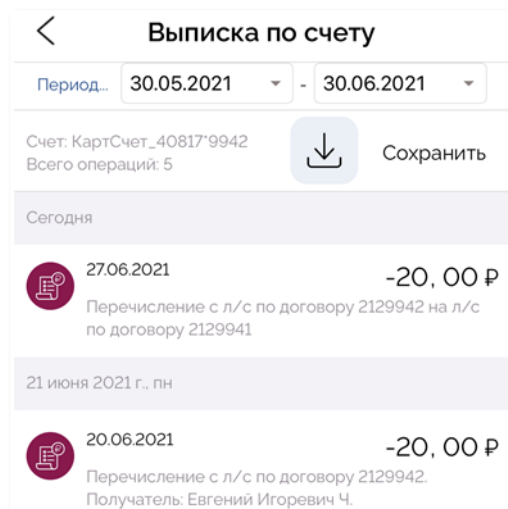 Выписка по счету
Период... 30.05.2021 - 30.06.2021
Счет: КартСчет_40817*9942
Всего операций: 5
Сохранить
Сегодня
27.06.2021
-20, 00 ₽
Перечисление с л/с по договору 2129942 на л/с
по договору 2129941
21 июня 2021 г., пн
20.06.2021
-20, 00 ₽
Перечисление с л/с по договору 2129942.
Получатель: Евгений Игоревич Ч.